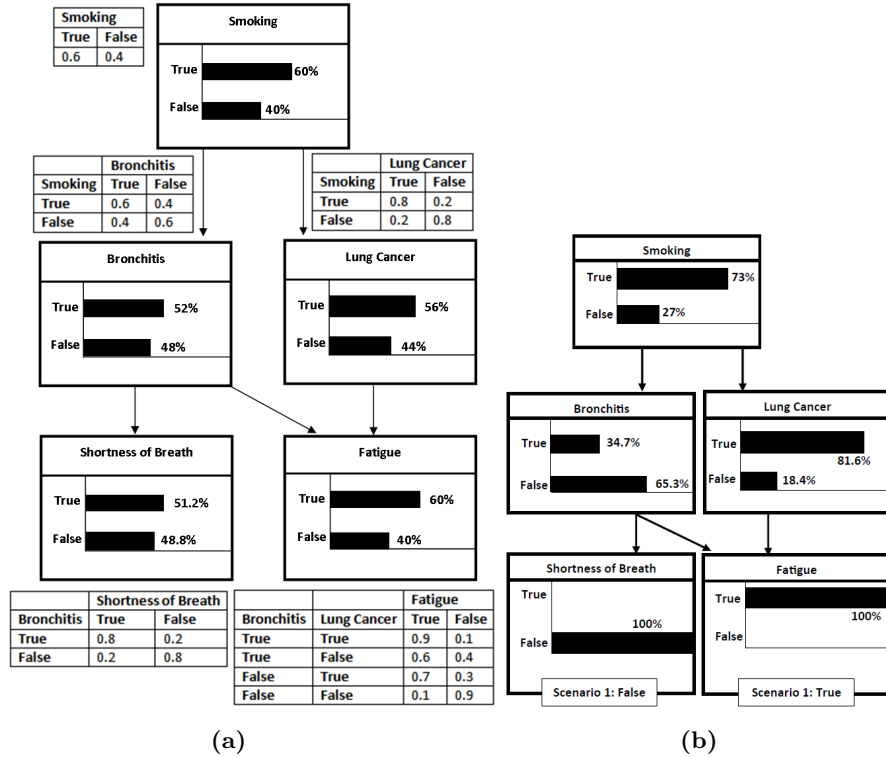 Smoking
True False
0.6 0.4
Smoking
True 60%
False 40%
Bronchitis
Smoking True False
True 0.6 0.4
False 0.4 0.6
Lung Cancer
Smoking True False
True 0.8 0.2
False 0.2 0.8
Bronchitis
True 52%
False 48%
Lung Cancer
True 56%
False 44%
Shortness of Breath
True 51.2%
False 48.8%
Fatigue
True 60%
False 40%
Shortness of Breath
Bronchitis True False
True 0.8 0.2
False 0.2 0.8
Fatigue
Bronchitis Lung Cancer True False
True True 0.9 0.1
True False 0.6 0.4
False True 0.7 0.3
False False 0.1 0.9
(a)
Smoking
True 73%
False 27%
Bronchitis
True 34.7%
False 65.3%
Lung Cancer
True 81.6%
False 18.4%
Shortness of Breath
True
False 100%
Scenario 1: False
Fatigue
True 100%
False
Scenario 1: True
(b)